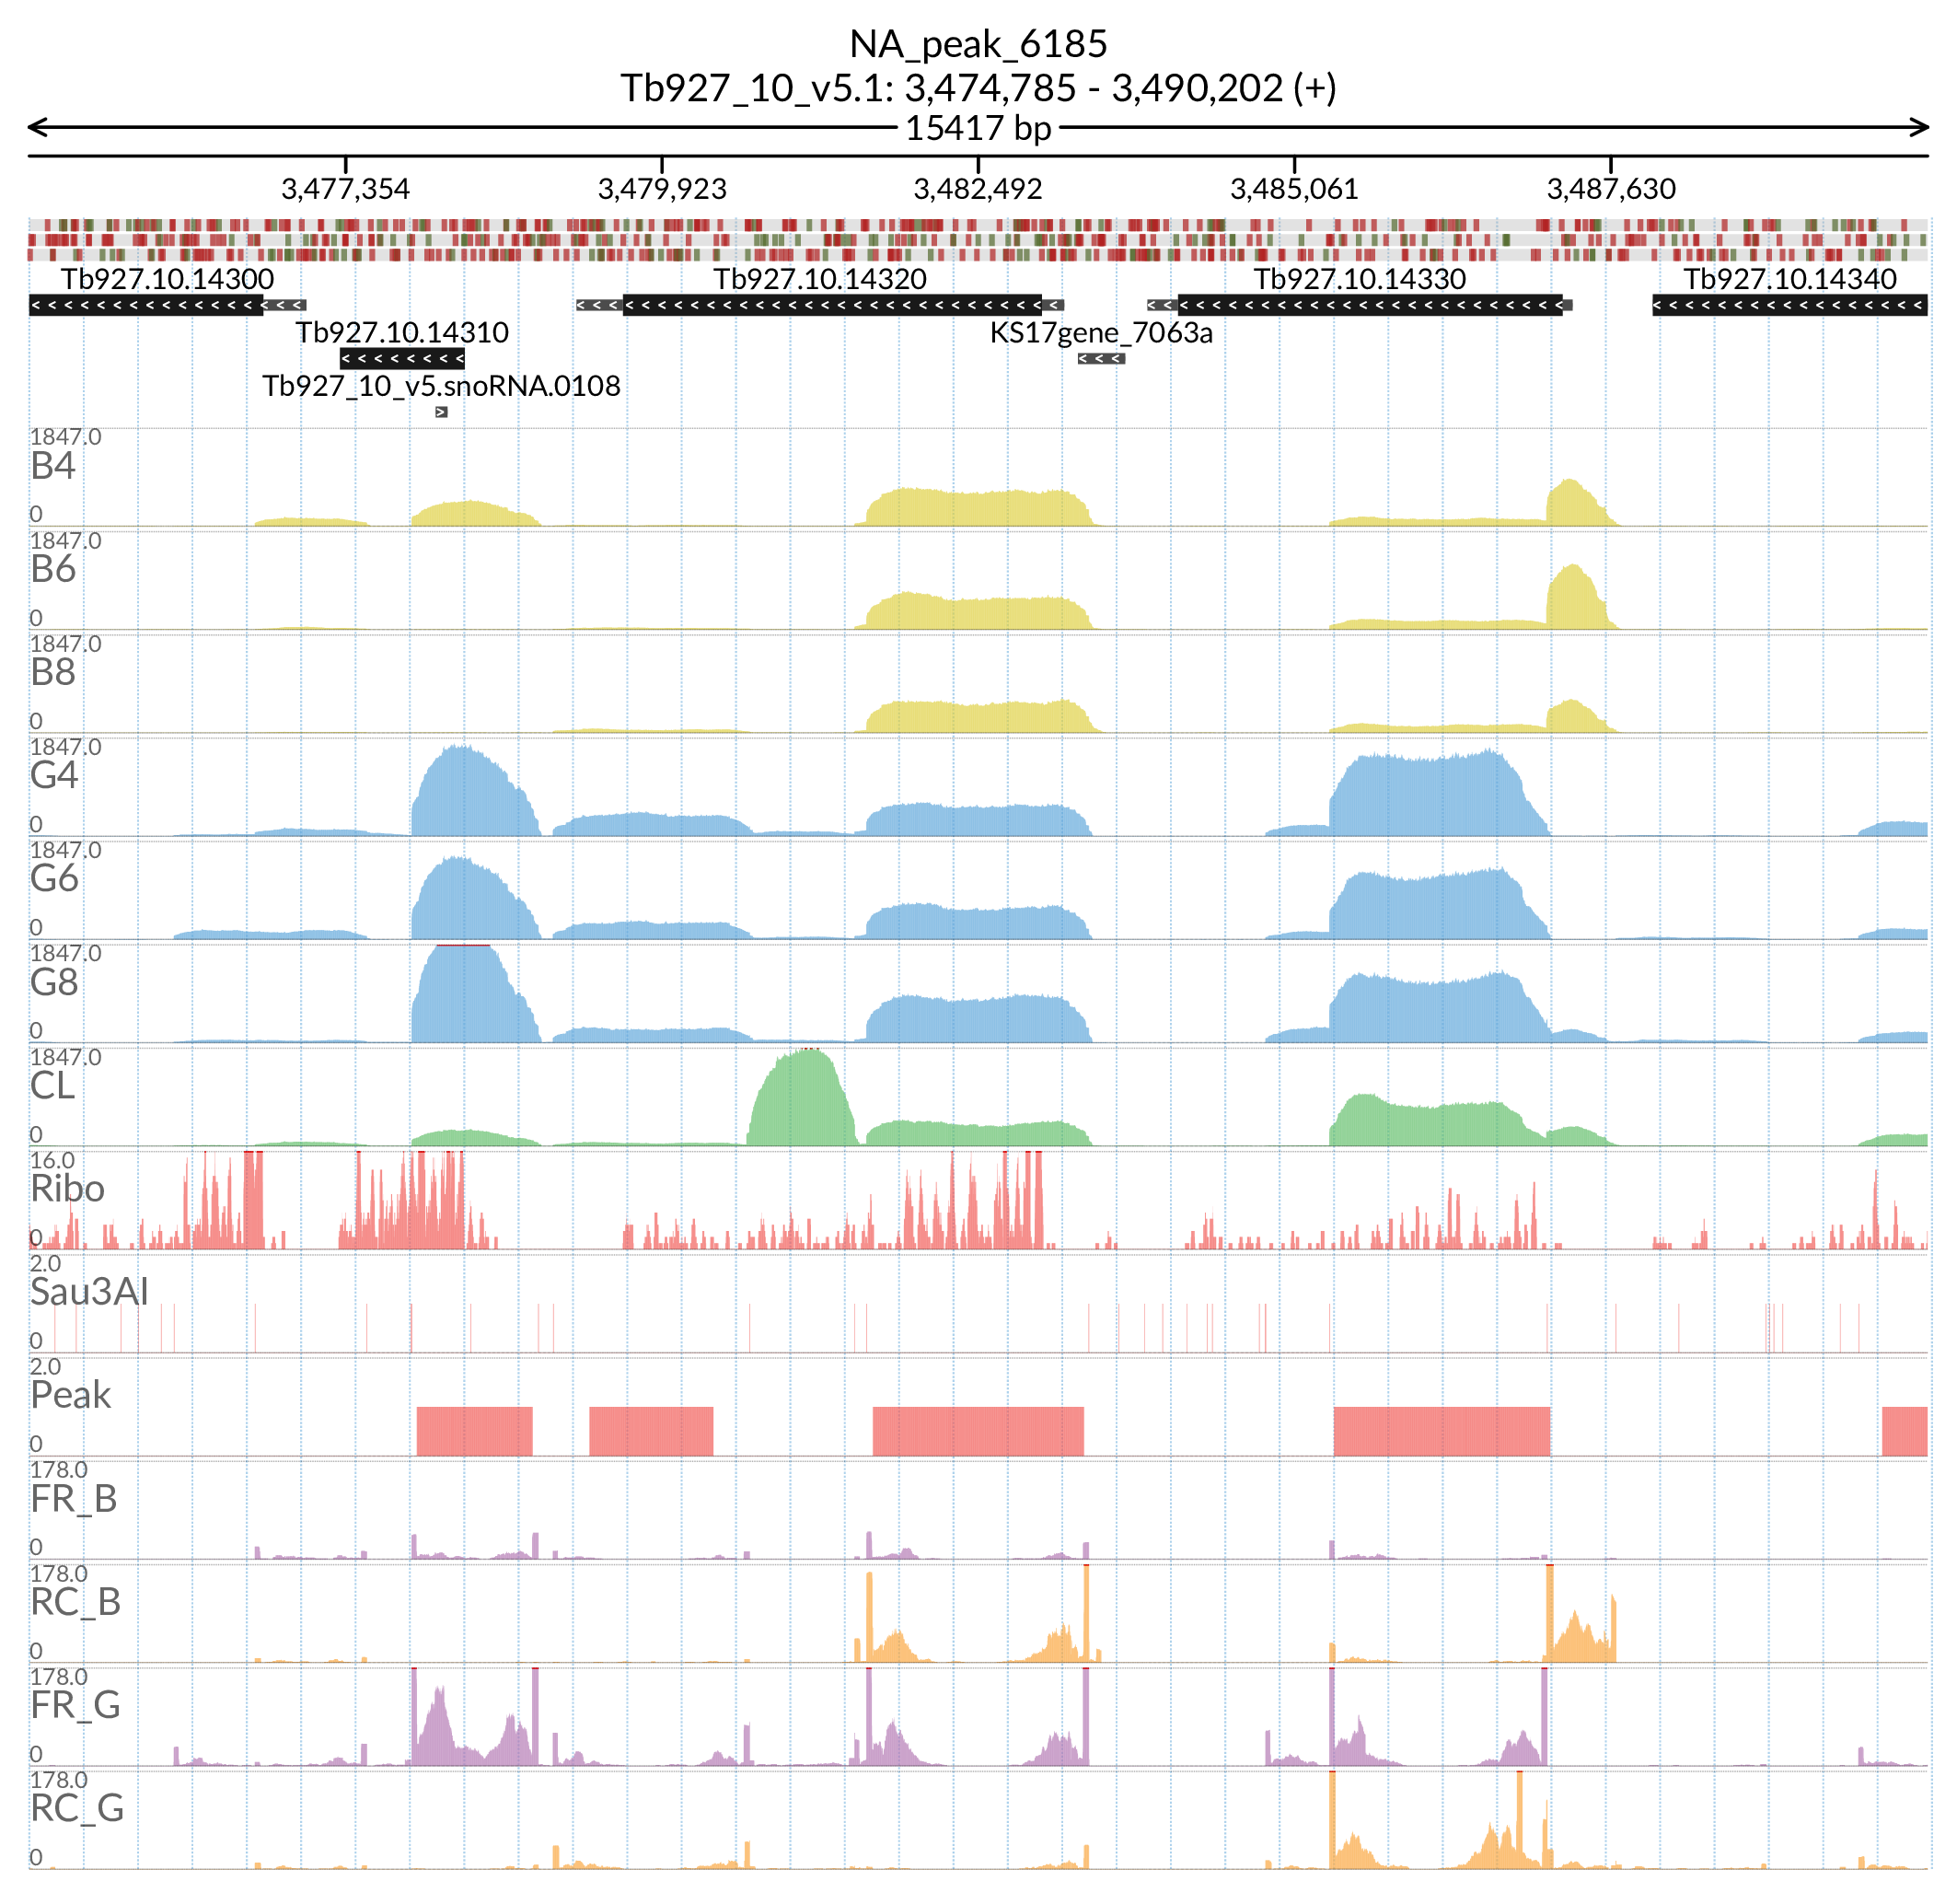 NA_peak_6185
Tb927_10_v5.1: 3,474,785 - 3,490,202 (+)
15417 bp
3,477,354 3,479,923 3,482,492 3,485,061 3,487,630
Tb927.10.14300 Tb927.10.14320 Tb927.10.14330 Tb927.10.14340
Tb927.10.14310 KS17gene_7063a
Tb927_10_v5.snoRNA.0108
1847.0
B4
0
1847.0
B6
0
1847.0
B8
0
1847.0
G4
0
1847.0
G6
0
1847.0
G8
0
1847.0
CL
0
16.0
Ribo
0
2.0
Sau3AI
0
2.0
Peak
0
178.0
FR_B
0
178.0
RC_B
0
178.0
FR_G
0
178.0
RC_G
0